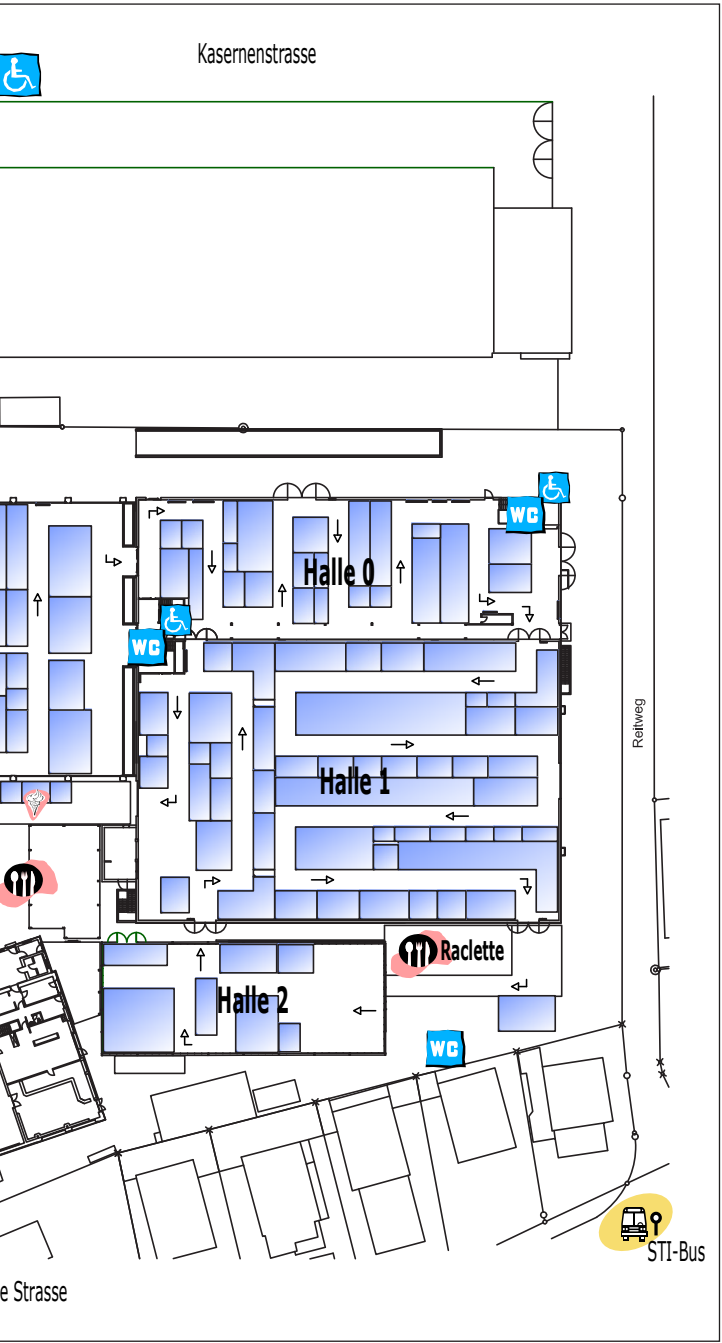 Kasernenstrasse
WC
Halle 0
WC
Reitweg
Halle 1
Raclette
Halle 2
WC
STI-Bus
e Strasse